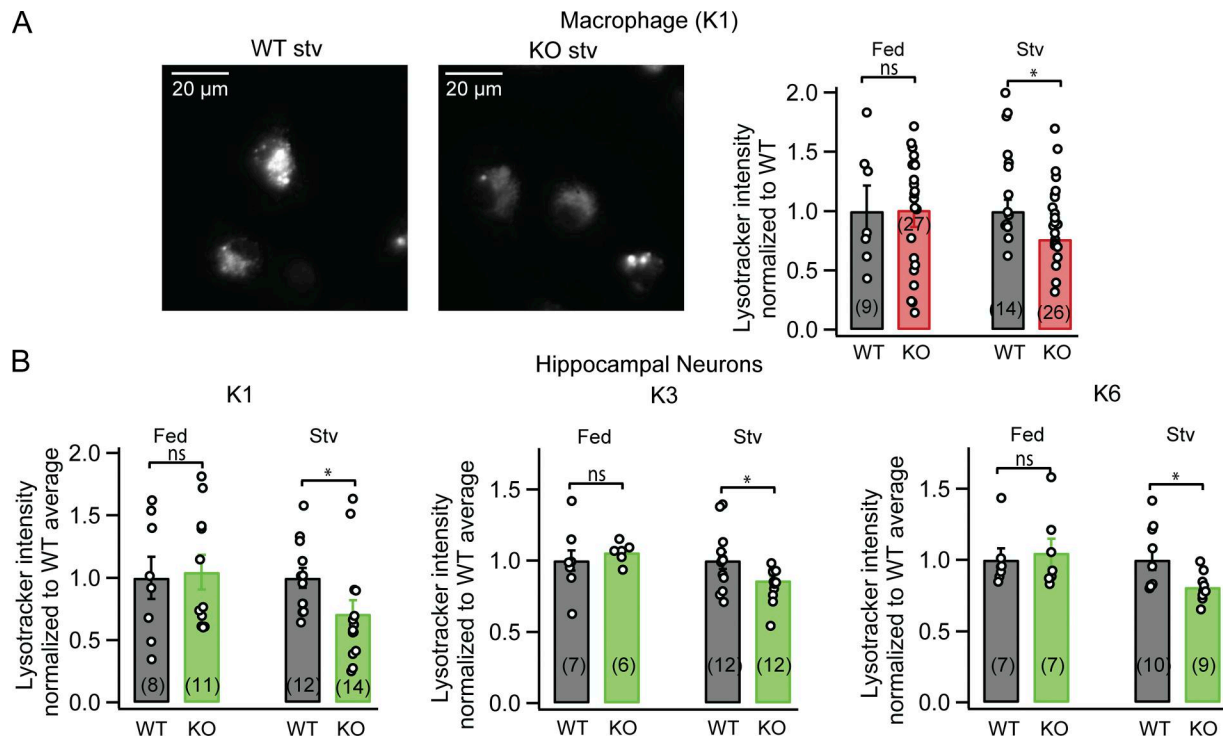 A
Macrophage (K1)
WT stv
KO stv
20 µm
20 µm
Fed
Stv
ns
*
Lysotracker intensity
normalized to WT
2.0
1.5
1.0
0.5
0.0
(9)
(27)
(14)
(26)
WT
KO
WT
KO
B
Hippocampal Neurons
K1
K3
K6
Fed
Stv
ns
*
Lysotracker intensity
normalized to WT average
2.0
1.5
1.0
0.5
0.0
(8)
(11)
(12)
(14)
WT
KO
WT
KO
Fed
Stv
ns
*
Lysotracker intensity
normalized to WT average
1.5
1.0
0.5
0.0
(7)
(6)
(12)
(12)
WT
KO
WT
KO
Fed
Stv
ns
*
Lysotracker intensity
normalized to WT average
1.5
1.0
0.5
0.0
(7)
(7)
(10)
(9)
WT
KO
WT
KO